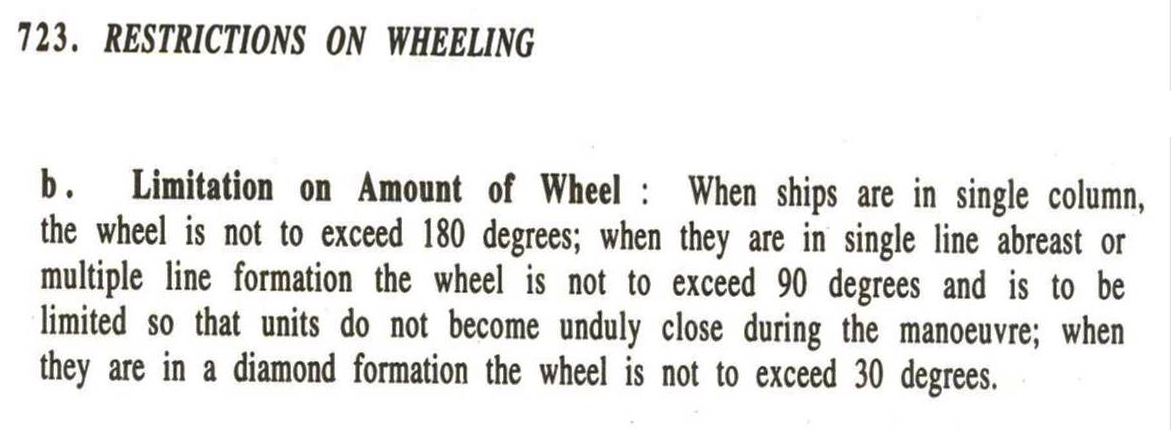 723. RESTRICTIONS ON WHEELING
b. Limitation on Amount of Wheel : When ships are in single column,
the wheel is not to exceed 180 degrees; when they are in single line abreast or
multiple line formation the wheel is not to exceed 90 degrees and is to be
limited so that units do not become unduly close during the manoeuvre; when
they are in a diamond formation the wheel is not to exceed 30 degrees.